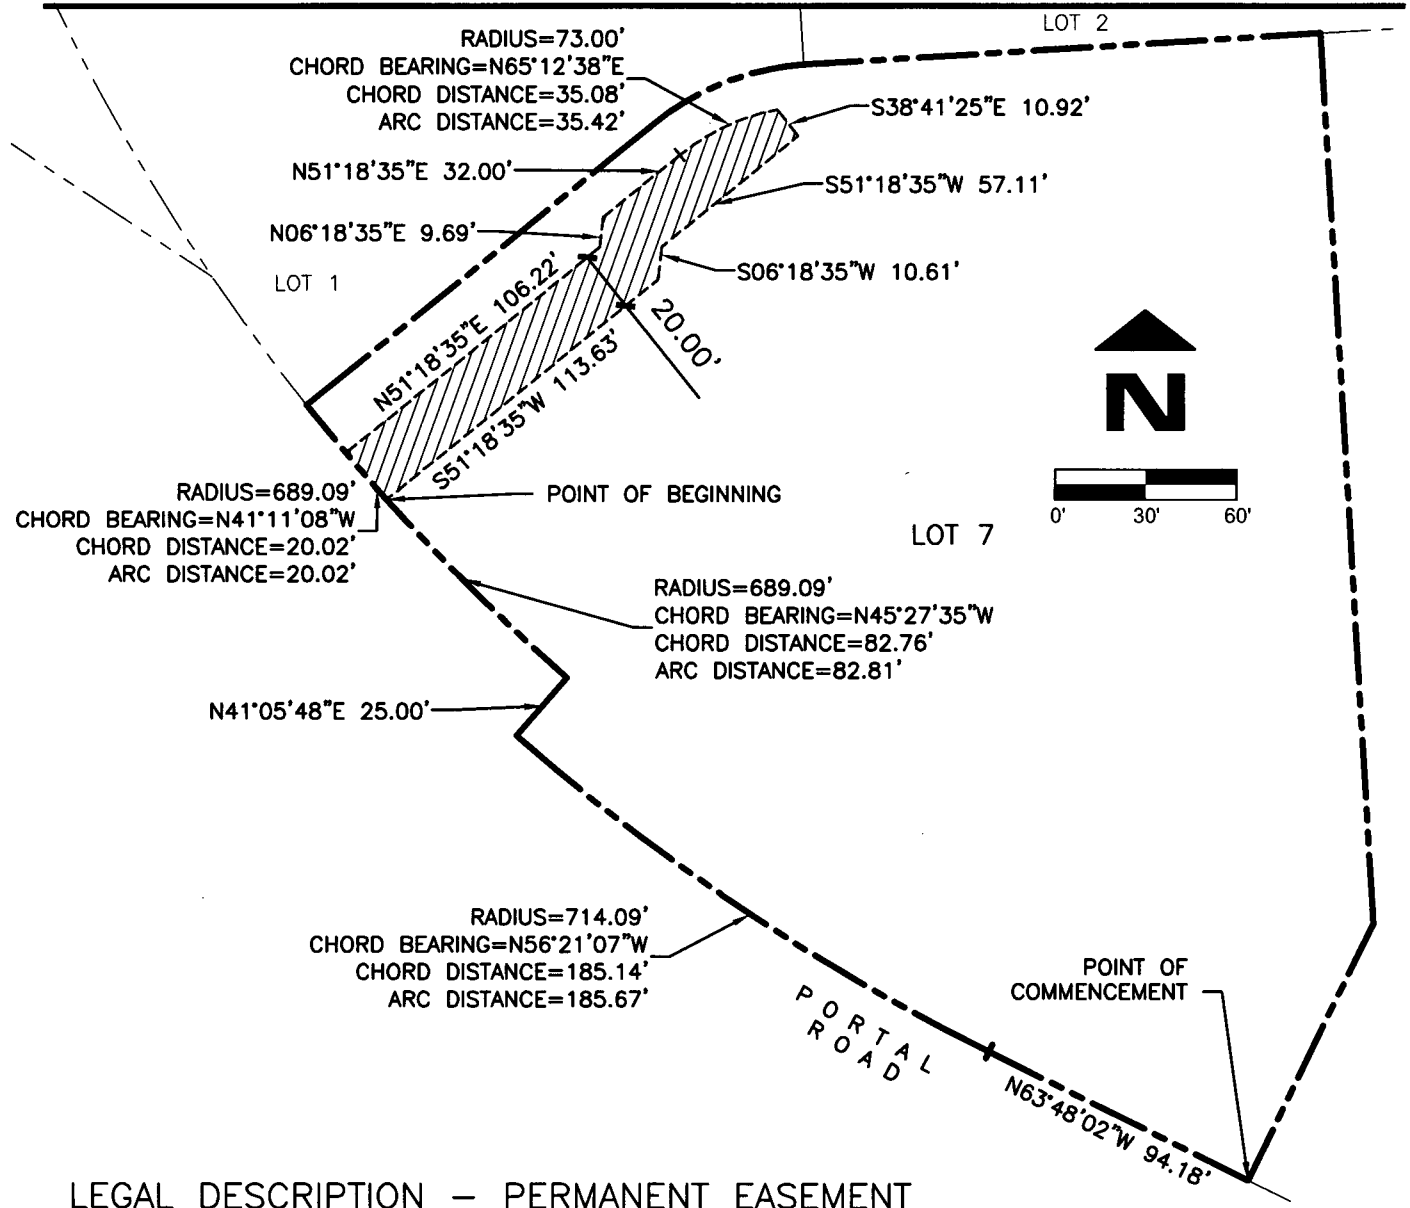 LOT 2
RADIUS=73.00'
CHORD BEARING=N65°12'38"E
CHORD DISTANCE=35.08'
ARC DISTANCE=35.42'
S38°41'25"E 10.92'
N51°18'35"E 32.00'
S51°18'35"W 57.11'
N06°18'35"E 9.69'
S06°18'35"W 10.61'
LOT 1
N51°18'35"E 106.22'
20.00'
S51°18'35"W 113.63'
N
RADIUS=689.09'
CHORD BEARING=N41°11'08"W
CHORD DISTANCE=20.02'
ARC DISTANCE=20.02'
POINT OF BEGINNING
0' 30' 60'
LOT 7
RADIUS=689.09'
CHORD BEARING=N45°27'35"W
CHORD DISTANCE=82.76'
ARC DISTANCE=82.81'
N41°05'48"E 25.00'
RADIUS=714.09'
CHORD BEARING=N56°21'07"W
CHORD DISTANCE=185.14'
ARC DISTANCE=185.67'
POINT OF
COMMENCEMENT
PORTAL
ROAD
N63°48'02"W 94.18'
LEGAL DESCRIPTION – PERMANENT EASEMENT